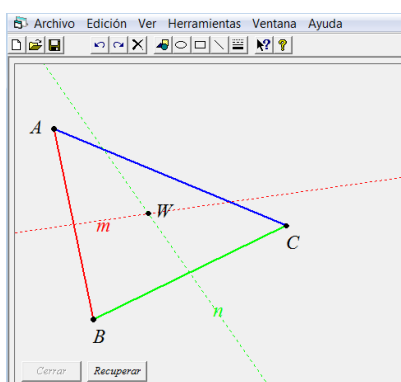 Archivo Edición Ver Herramientas Ventana Ayuda
A
W
m
C
n
B
Cerrar Recuperar